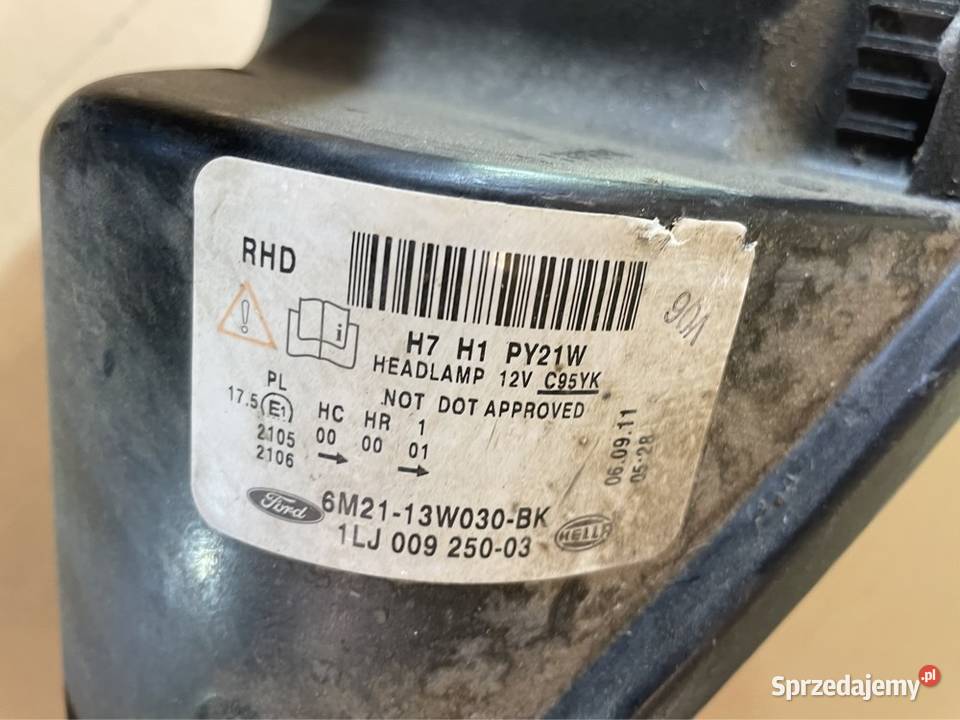 RHD
H7 H1 PY21W
HEADLAMP 12V C95YK
NOT DOT APPROVED
PL
17.5 E1 HC HR 1
2105 00 00 01
2106
06.09.11
05:28
Ford 6M21-13W030-BK
1LJ 009 250-03 HELLA
Sprzedajemy.pl